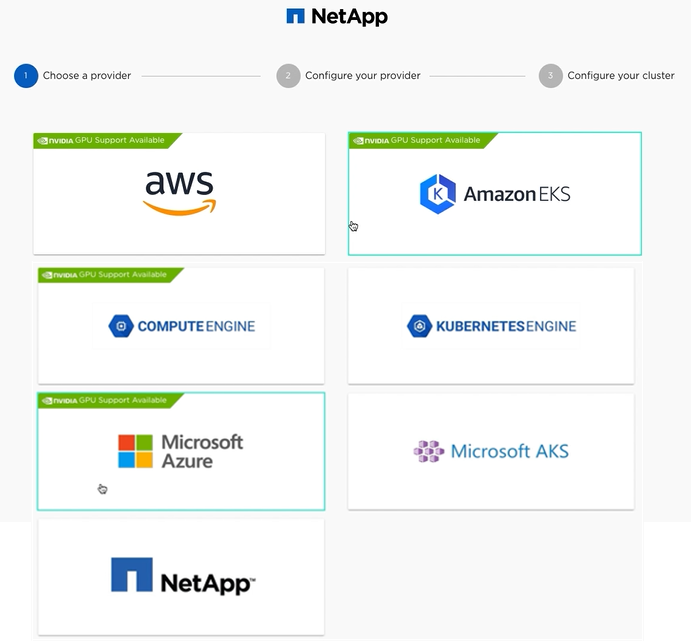 NetApp
1 Choose a provider 2 Configure your provider 3 Configure your cluster
NVIDIA GPU Support Available
aws
NVIDIA GPU Support Available
Amazon EKS
NVIDIA GPU Support Available
COMPUTE ENGINE
KUBERNETES ENGINE
NVIDIA GPU Support Available
Microsoft
Azure
Microsoft AKS
NetApp™